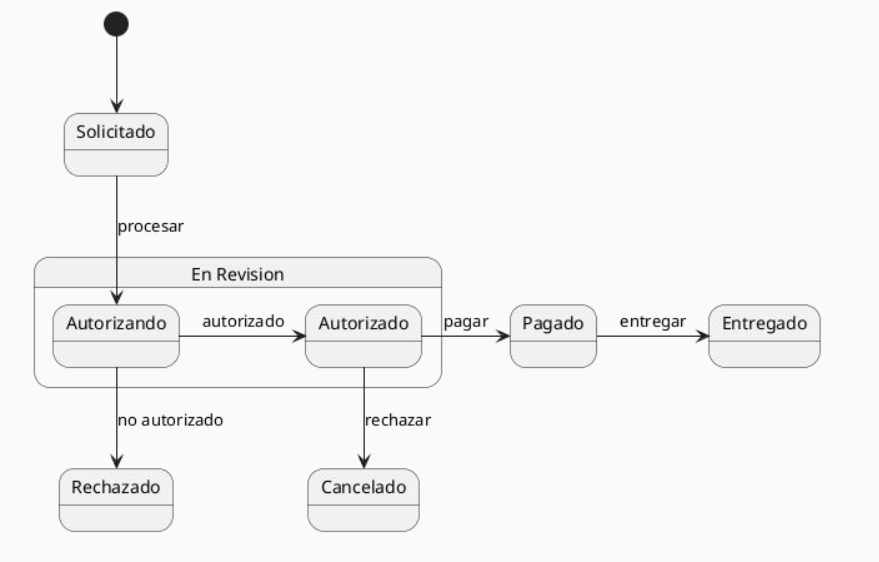 Solicitado
procesar
En Revision
Autorizando
autorizado
Autorizado
pagar
Pagado
entregar
Entregado
no autorizado
rechazar
Rechazado
Cancelado